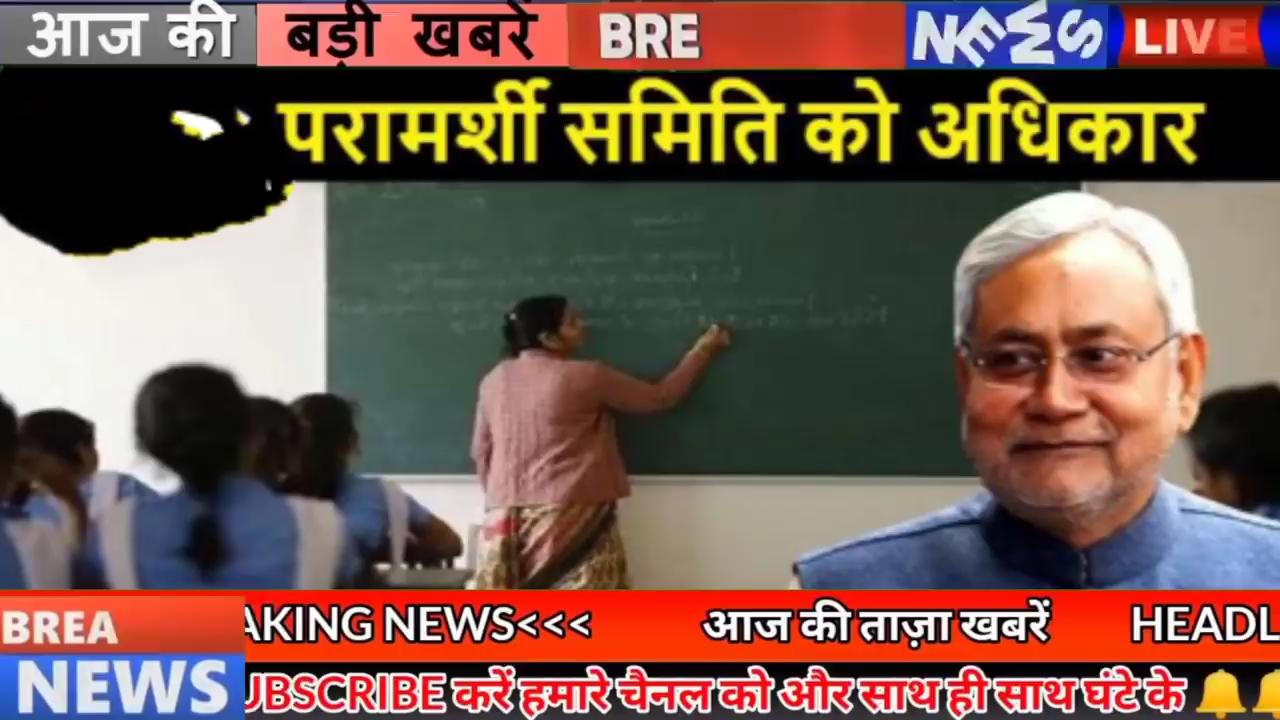 आज की बड़ी खबरें BRE NEWS LIVE
परामर्शी समिति को अधिकार
BREA
AKING NEWS<<< आज की ताज़ा खबरें HEADL
NEWS
UBSCRIBE करें हमारे चैनल को और साथ ही साथ घंटे के